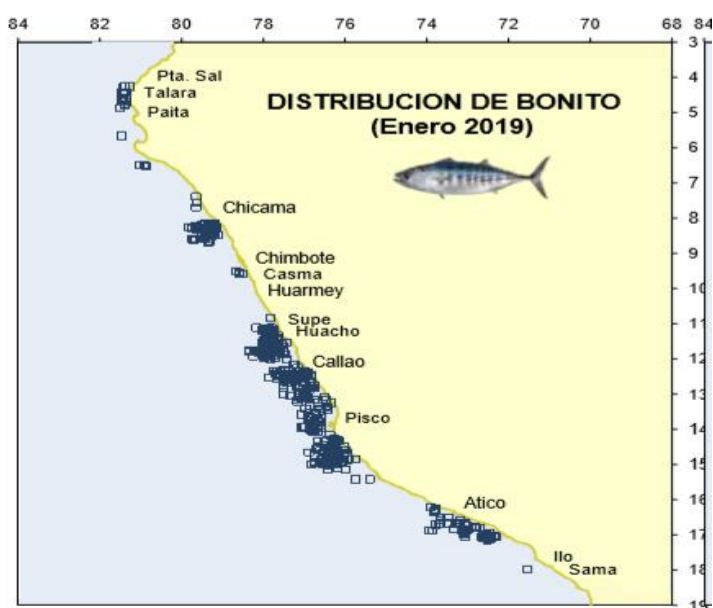 84 82 80 78 76 74 72 70 68 84
3
Pta. Sal
4
Talara
DISTRIBUCION DE BONITO
Paita
5
(Enero 2019)
6
7
Chicama
8
Chimbote
9
Casma
Huarmey
10
Supe
11
Huacho
Callao
12
13
Pisco
14
15
Atico
16
17
Ilo
Sama
18
19